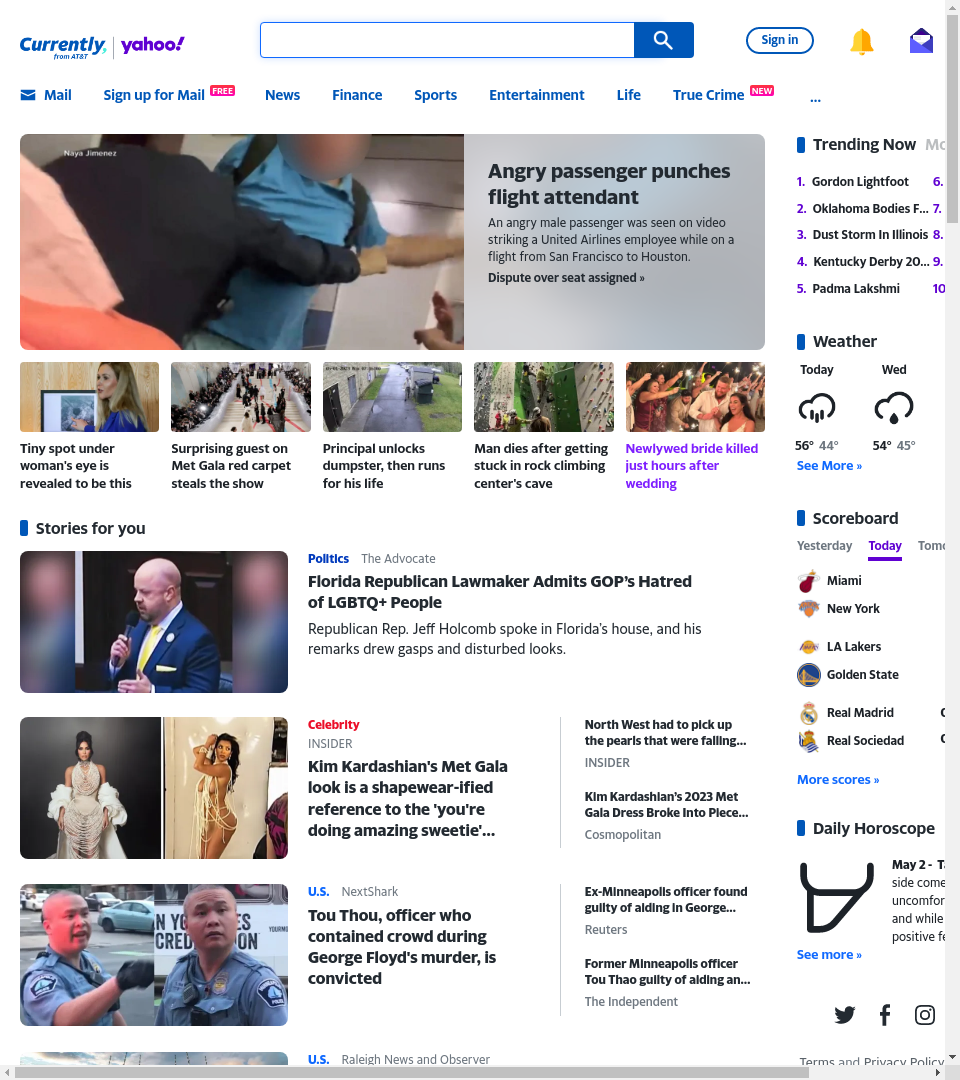 Currently, from AT&T yahoo!
Sign in
Mail
Sign up for Mail FREE
News
Finance
Sports
Entertainment
Life
True Crime NEW
...
Naya Jimenez
Angry passenger punches
flight attendant
An angry male passenger was seen on video
striking a United Airlines employee while on a
flight from San Francisco to Houston.
Dispute over seat assigned »
Tiny spot under
woman's eye is
revealed to be this
Surprising guest on
Met Gala red carpet
steals the show
Principal unlocks
dumpster, then runs
for his life
Man dies after getting
stuck in rock climbing
center's cave
Newlywed bride killed
just hours after
wedding
Stories for you
Politics The Advocate
Florida Republican Lawmaker Admits GOP's Hatred
of LGBTQ+ People
Republican Rep. Jeff Holcomb spoke in Florida's house, and his
remarks drew gasps and disturbed looks.
Celebrity
INSIDER
Kim Kardashian's Met Gala
look is a shapewear-ified
reference to the 'you're
doing amazing sweetie'...
North West had to pick up
the pearls that were falling...
INSIDER
Kim Kardashian's 2023 Met
Gala Dress Broke Into Piece...
Cosmopolitan
U.S. NextShark
Tou Thou, officer who
contained crowd during
George Floyd's murder, is
convicted
Ex-Minneapolis officer found
guilty of aiding in George...
Reuters
Former Minneapolis officer
Tou Thao guilty of aiding an...
The Independent
U.S. Raleigh News and Observer
Trending Now Mo
1. Gordon Lightfoot 6.
2. Oklahoma Bodies F... 7.
3. Dust Storm In Illinois 8.
4. Kentucky Derby 20... 9.
5. Padma Lakshmi 10
Weather
Today Wed
56° 44° 54° 45°
See More »
Scoreboard
Yesterday Today Tomo
Miami
New York
LA Lakers
Golden State
Real Madrid
Real Sociedad
More scores »
Daily Horoscope
May 2 - Ta
side come
uncomfor
and while
positive fe
See more »
Terms and Privacy Policy